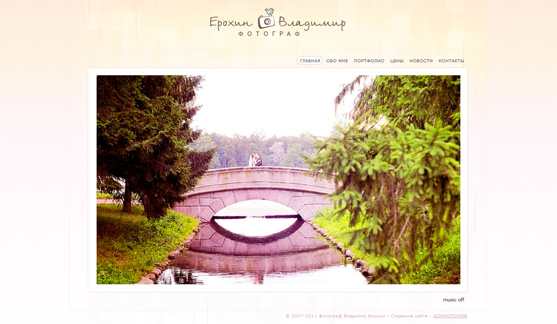 Ерохин Владимир
ФОТОГРАФ
ГЛАВНАЯ ОБО МНЕ ПОРТФОЛИО ЦЕНЫ НОВОСТИ КОНТАКТЫ
music off
© 2007-2011 фотограф Владимир Ерохин | Создание сайта -